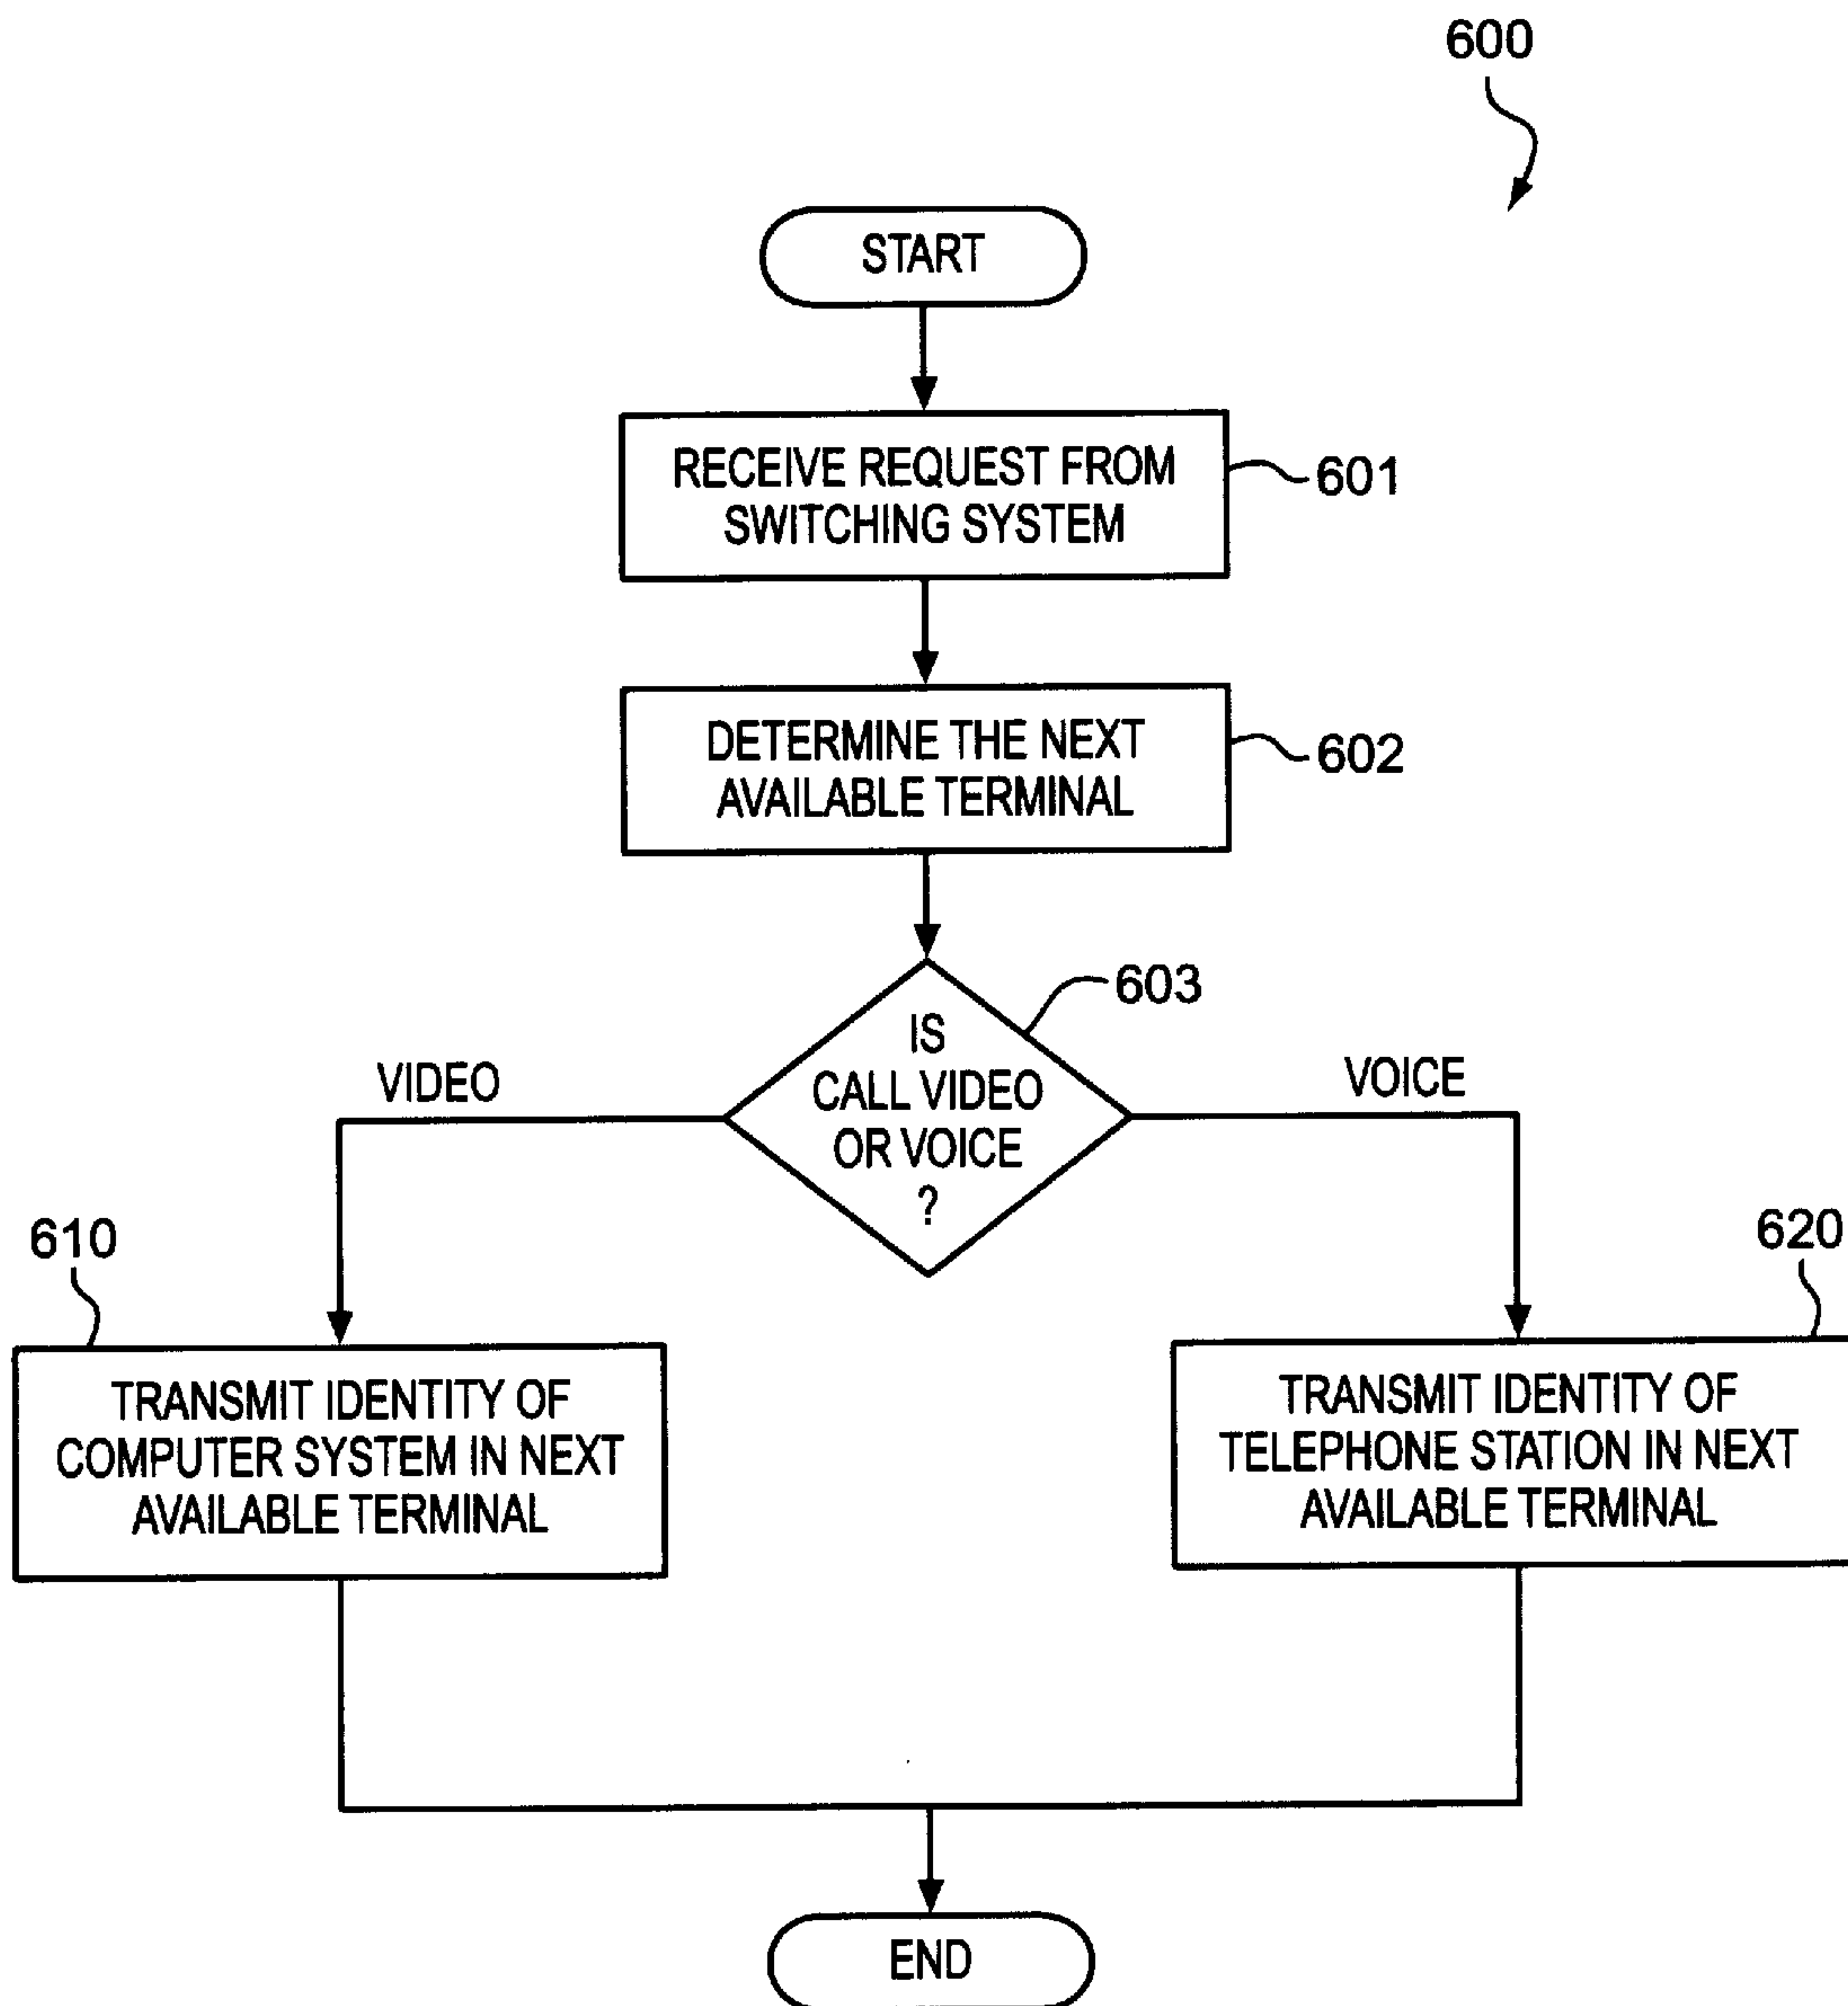 600
START
RECEIVE REQUEST FROM
SWITCHING SYSTEM
601
DETERMINE THE NEXT
AVAILABLE TERMINAL
602
603
IS
CALL VIDEO
OR VOICE
?
VIDEO
VOICE
610
620
TRANSMIT IDENTITY OF
COMPUTER SYSTEM IN NEXT
AVAILABLE TERMINAL
TRANSMIT IDENTITY OF
TELEPHONE STATION IN NEXT
AVAILABLE TERMINAL
END